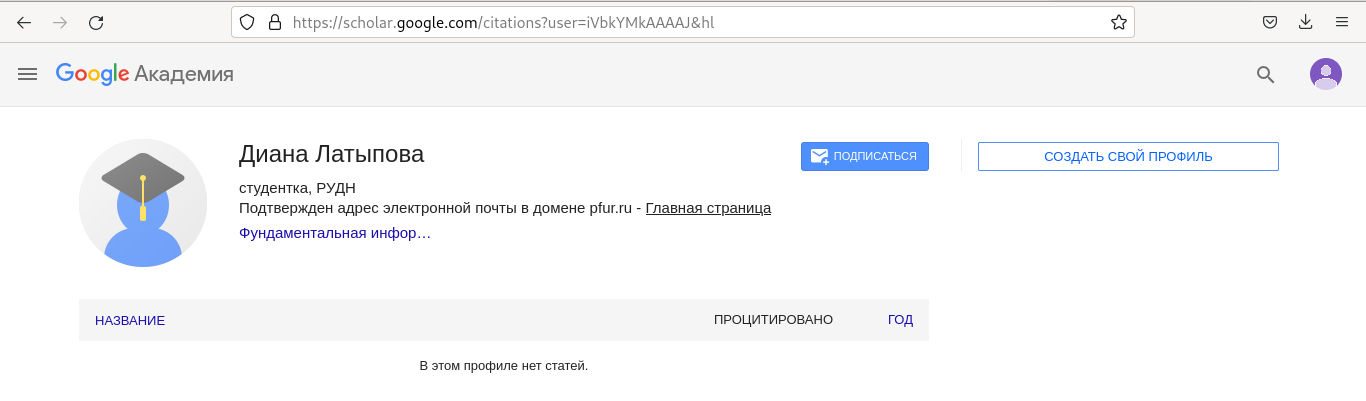 https://scholar.google.com/citations?user=iVbkYMkAAAAJ&hl
Google Академия
Диана Латыпова
ПОДПИСАТЬСЯ
СОЗДАТЬ СВОЙ ПРОФИЛЬ
студентка, РУДН
Подтвержден адрес электронной почты в домене pfur.ru - Главная страница
Фундаментальная инфор…
НАЗВАНИЕ ПРОЦИТИРОВАНО ГОД
В этом профиле нет статей.